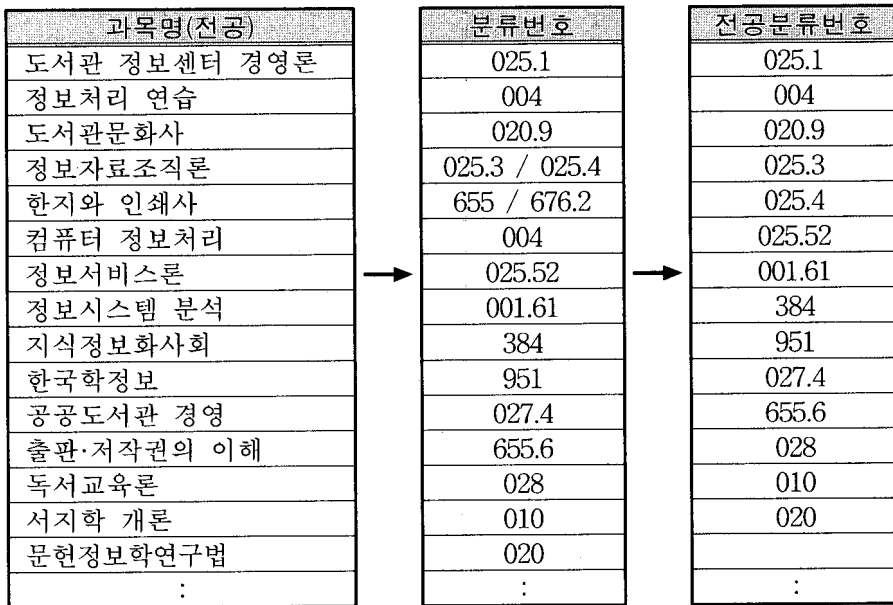 과목명(전공) 분류번호 전공분류번호
도서관 정보센터 경영론 025.1 025.1
정보처리 연습 004 004
도서관문화사 020.9 020.9
정보자료조직론 025.3 / 025.4 025.3
한지와 인쇄사 655 / 676.2 025.4
컴퓨터 정보처리 004 025.52
정보서비스론 025.52 001.61
정보시스템 분석 001.61 384
지식정보화사회 384 951
한국학정보 951 027.4
공공도서관 경영 027.4 655.6
출판·저작권의 이해 655.6 028
독서교육론 028 010
서지학 개론 010 020
문헌정보학연구법 020
: : :